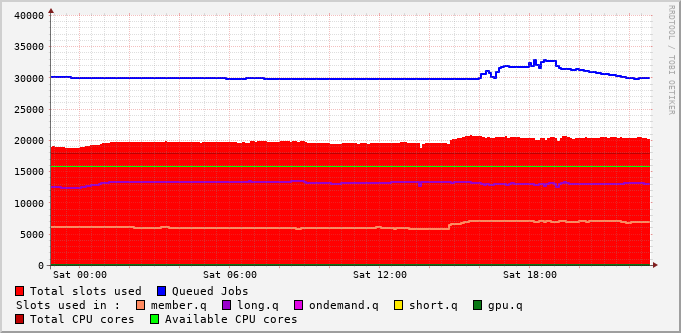 40000
35000
30000
25000
20000
15000
10000
5000
0
Sat 00:00 Sat 06:00 Sat 12:00 Sat 18:00
Total slots used Queued Jobs
Slots used in : member.q long.q ondemand.q short.q gpu.q
Total CPU cores Available CPU cores
RRDTOOL / TOBI OETIKER